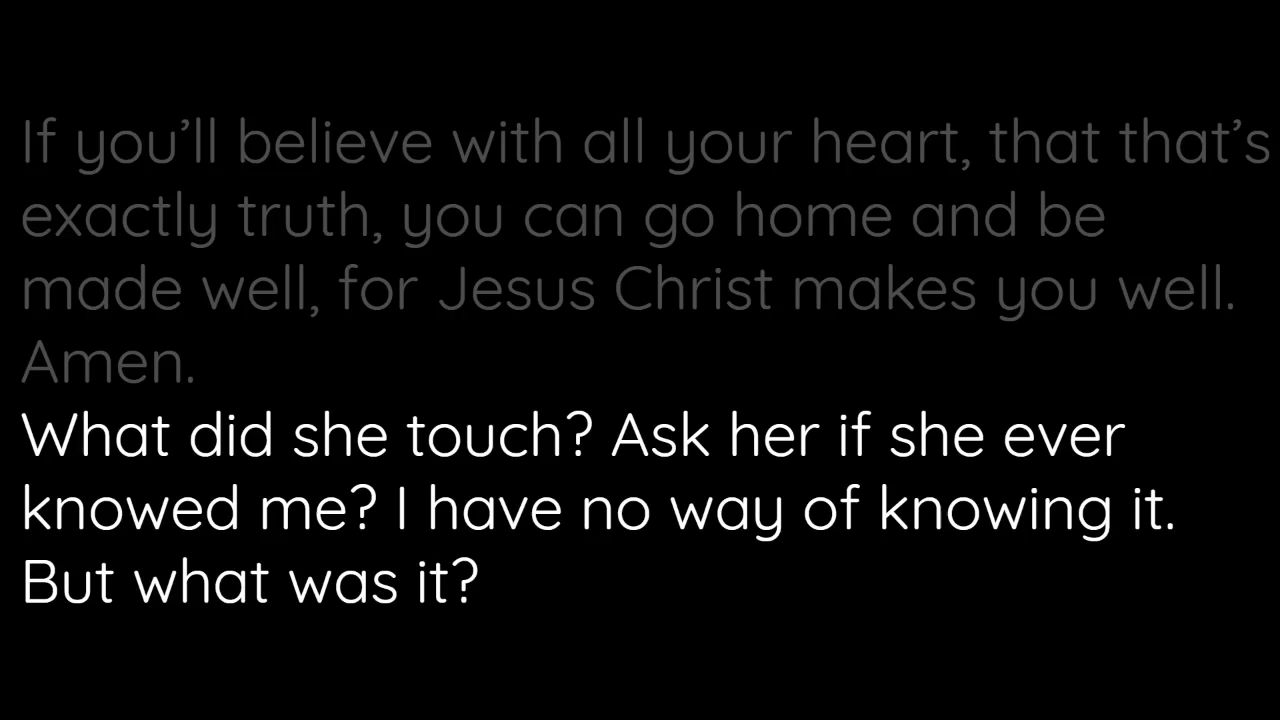 If you’ll believe with all your heart, that that’s
exactly truth, you can go home and be
made well, for Jesus Christ makes you well.
Amen.
What did she touch? Ask her if she ever
knowed me? I have no way of knowing it.
But what was it?